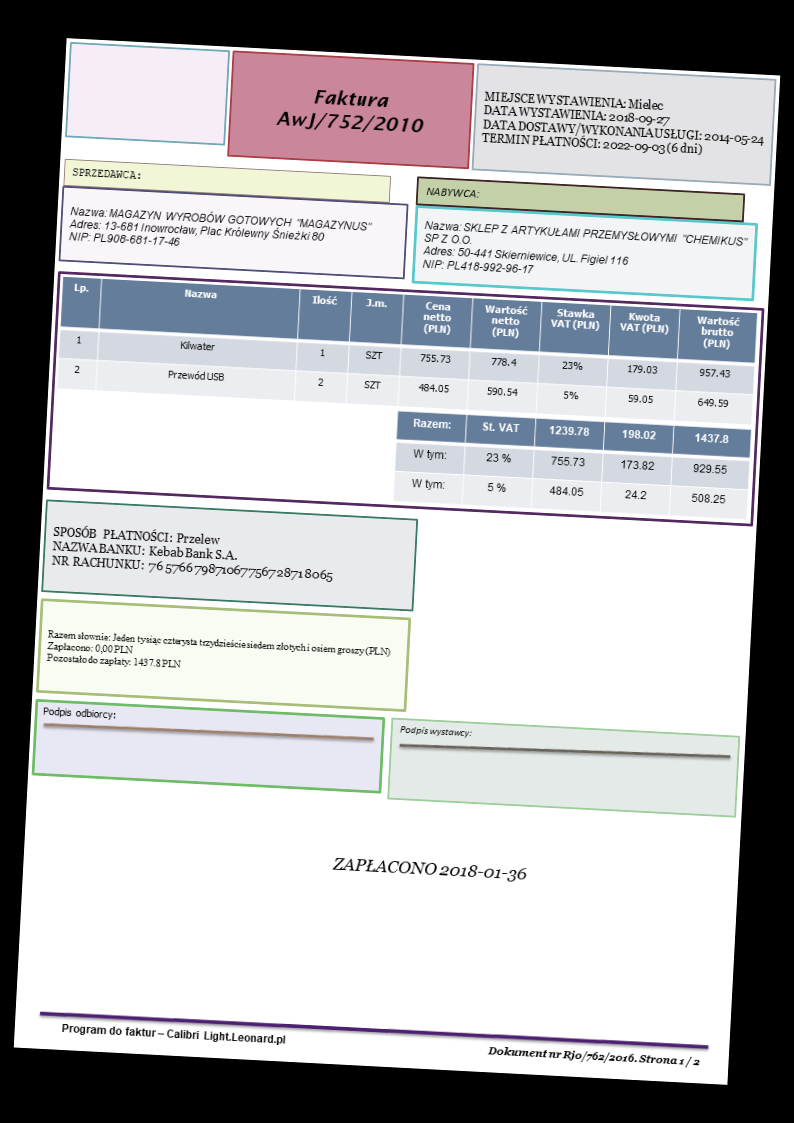 Faktura
AwJ/752/2010
MIEJSCE WYSTAWIENIA: Mielec
DATA WYSTAWIENIA: 2018-09-27
DATA DOSTAWY/WYKONANIA USŁUGI: 2014-05-24
TERMIN PŁATNOŚCI: 2022-09-03 (6 dni)
SPRZEDAWCA:
Nazwa: MAGAZYN WYROBÓW GOTOWYCH "MAGAZYNUS"
Adres: 13-681 Inowrocław, Plac Królewny Śnieżki 80
NIP: PL908-681-17-46
NABYWCA:
Nazwa: SKLEP Z ARTYKUŁAMI PRZEMYSŁOWYMI "CHEMIKUS"
SP Z O.O.
Adres: 50-441 Skierniewice, UL. Figiel 116
NIP: PL418-992-96-17
Lp. Nazwa Ilość J.m. Cena netto (PLN) Wartość netto (PLN) Stawka VAT (PLN) Kwota VAT (PLN) Wartość brutto (PLN)
1 Kilwater 1 SZT 755.73 778.4 23% 179.03 957.43
2 Przewód USB 2 SZT 484.05 590.54 5% 59.05 649.59
Razem: St. VAT 1239.78 198.02 1437.8
W tym: 23 % 755.73 173.82 929.55
W tym: 5 % 484.05 24.2 508.25
SPOSÓB PŁATNOŚCI: Przelew
NAZWA BANKU: Kebab Bank S.A.
NR RACHUNKU: 76 576679871067756728718065
Razem słownie: Jeden tysiąc czterysta trzydzieście siedem złotych i osiem groszy (PLN)
Zapłacono: 0,00 PLN
Pozostało do zapłaty: 1437.8 PLN
Podpis odbiorcy:
Podpis wystawcy:
ZAPŁACONO 2018-01-36
Program do faktur – Calibri Light.Leonard.pl
Dokument nr Rjo/762/2016. Strona 1 / 2